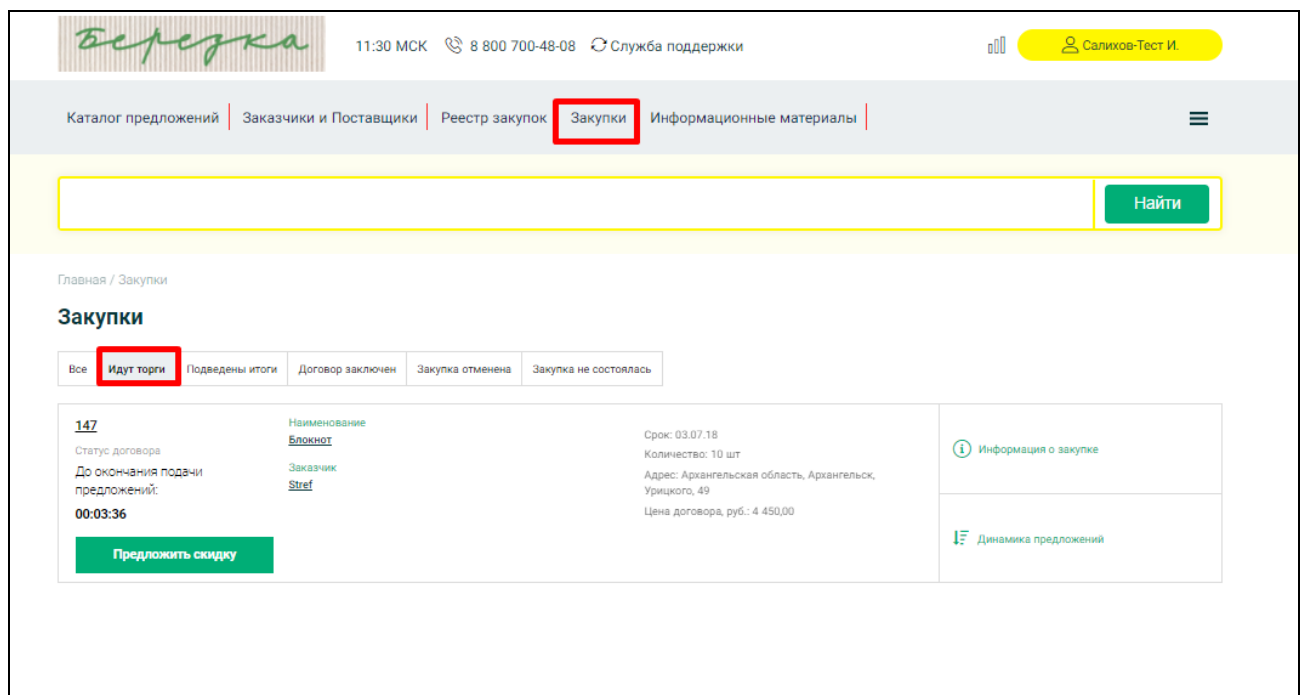 Березка
11:30 МСК 8 800 700-48-08 Служба поддержки
Салихов-Тест И.
Каталог предложений Заказчики и Поставщики Реестр закупок Закупки Информационные материалы
Найти
Главная / Закупки
Закупки
Все Идут торги Подведены итоги Договор заключен Закупка отменена Закупка не состоялась
147
Статус договора
До окончания подачи
предложений:
00:03:36
Предложить скидку
Наименование
Блокнот
Заказчик
Stref
Срок: 03.07.18
Количество: 10 шт
Адрес: Архангельская область, Архангельск,
Урицкого, 49
Цена договора, руб.: 4 450,00
Информация о закупке
Динамика предложений